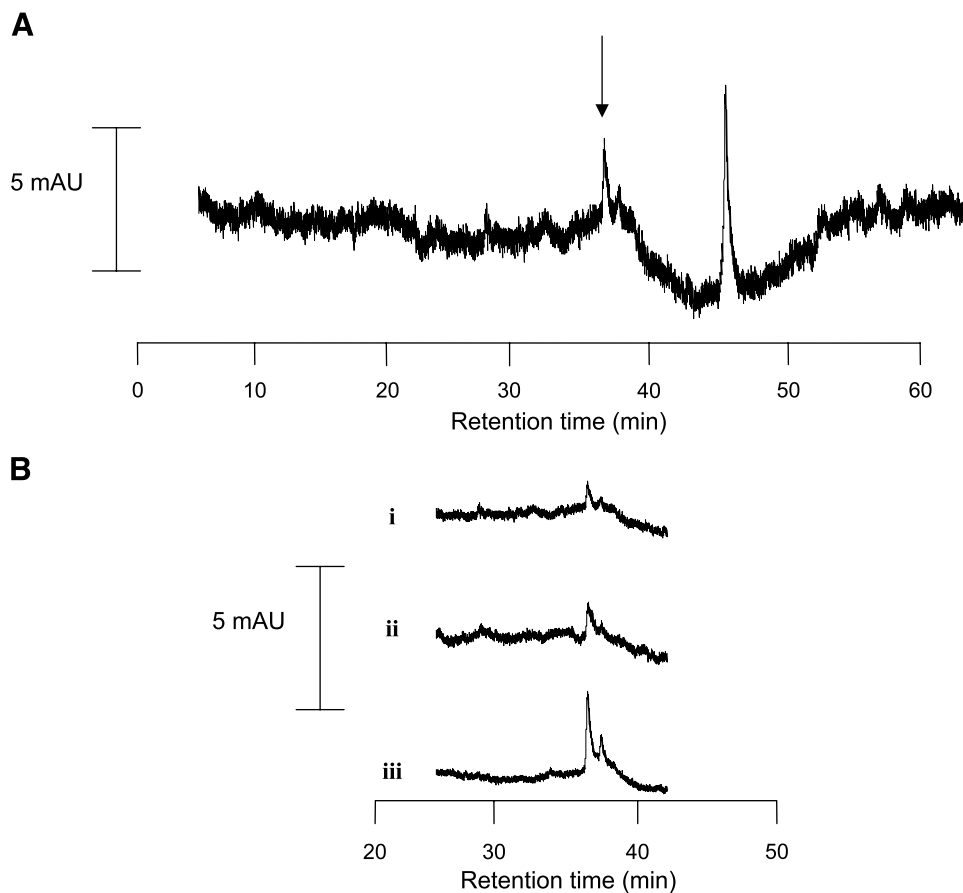 A
5 mAU
0 10 20 30 40 50 60
Retention time (min)
B
i
5 mAU
ii
iii
20 30 40 50
Retention time (min)